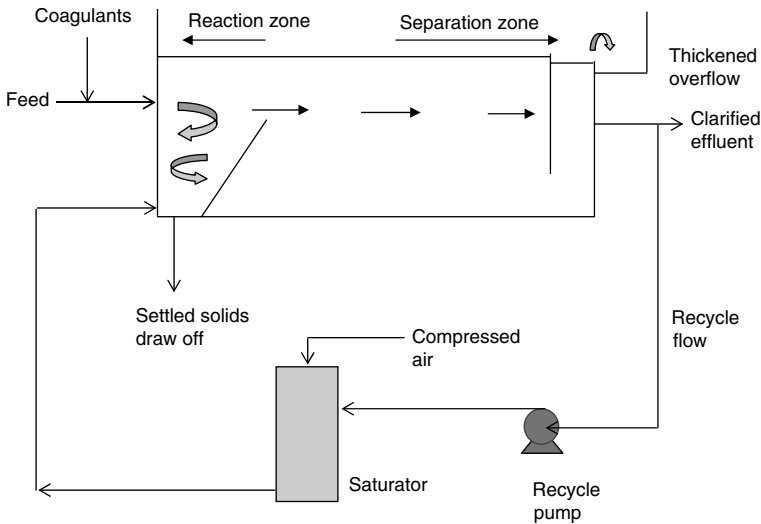 Coagulants
Reaction zone
Separation zone
Thickened
overflow
Feed
Clarified
effluent
Settled solids
draw off
Recycle
flow
Compressed
air
Saturator
Recycle
pump